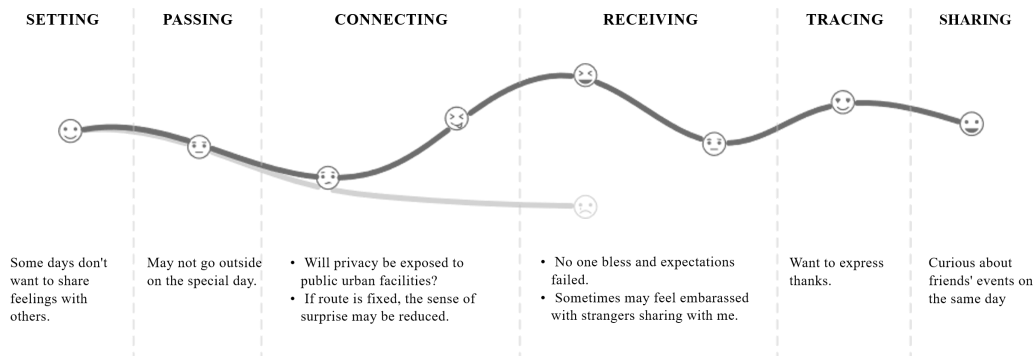 SETTING
PASSING
CONNECTING
RECEIVING
TRACING
SHARING
Some days don't
want to share
feelings with
others.
May not go outside
on the special day.
• Will privacy be exposed to
public urban facilities?
• If route is fixed, the sense of
surprise may be reduced.
• No one bless and expectations
failed.
• Sometimes may feel embarassed
with strangers sharing with me.
Want to express
thanks.
Curious about
friends' events on
the same day